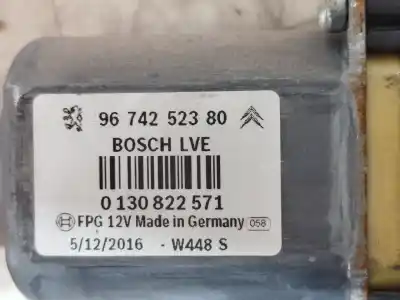 96 742 523 80
BOSCH LVE
0 130 822 571
FPG 12V Made in Germany 058
5/12/2016 - W448 S